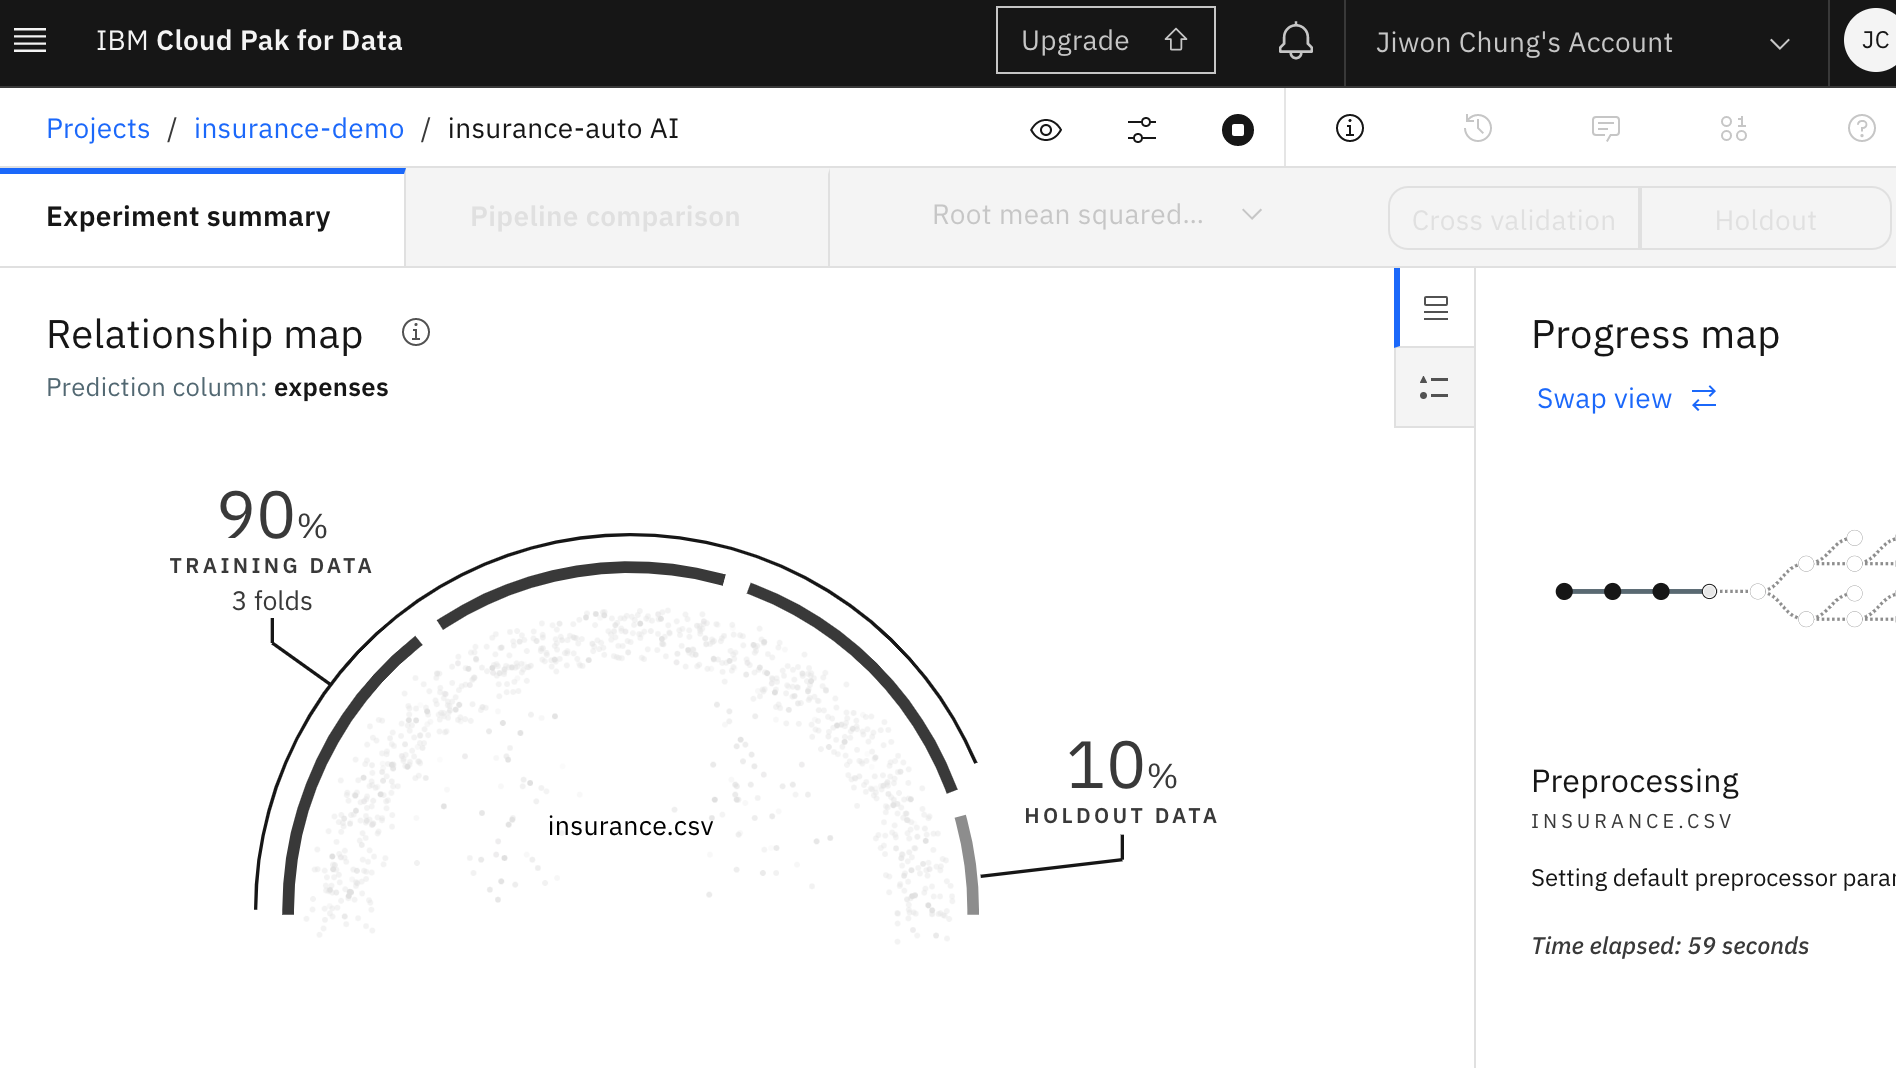 IBM Cloud Pak for Data
Upgrade
Jiwon Chung's Account
JC
Projects / insurance-demo / insurance-auto AI
Experiment summary
Pipeline comparison
Root mean squared...
Cross validation
Holdout
Relationship map
Prediction column: expenses
90%
TRAINING DATA
3 folds
insurance.csv
10%
HOLDOUT DATA
Progress map
Swap view
Preprocessing
INSURANCE.CSV
Setting default preprocessor
Time elapsed: 59 seconds